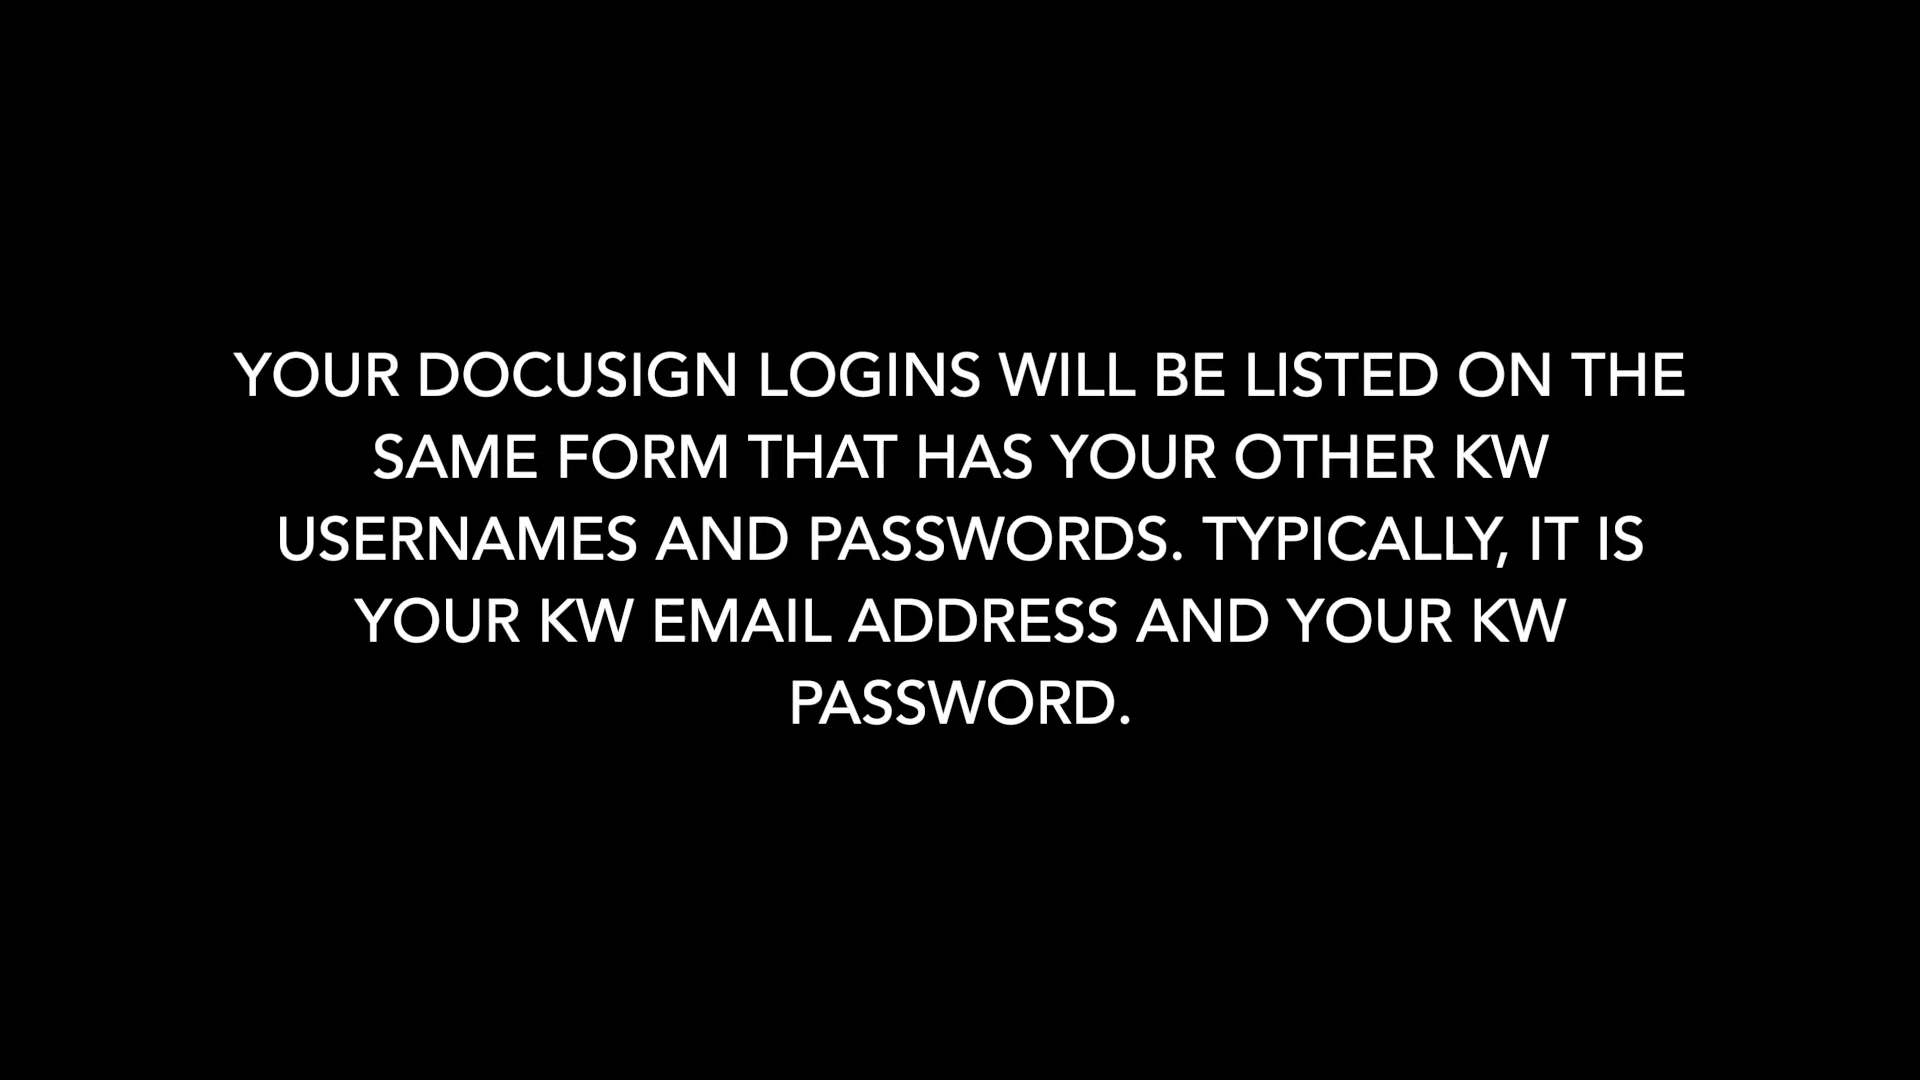 YOUR DOCUSIGN LOGINS WILL BE LISTED ON THE
SAME FORM THAT HAS YOUR OTHER KW
USERNAMES AND PASSWORDS. TYPICALLY, IT IS
YOUR KW EMAIL ADDRESS AND YOUR KW
PASSWORD.